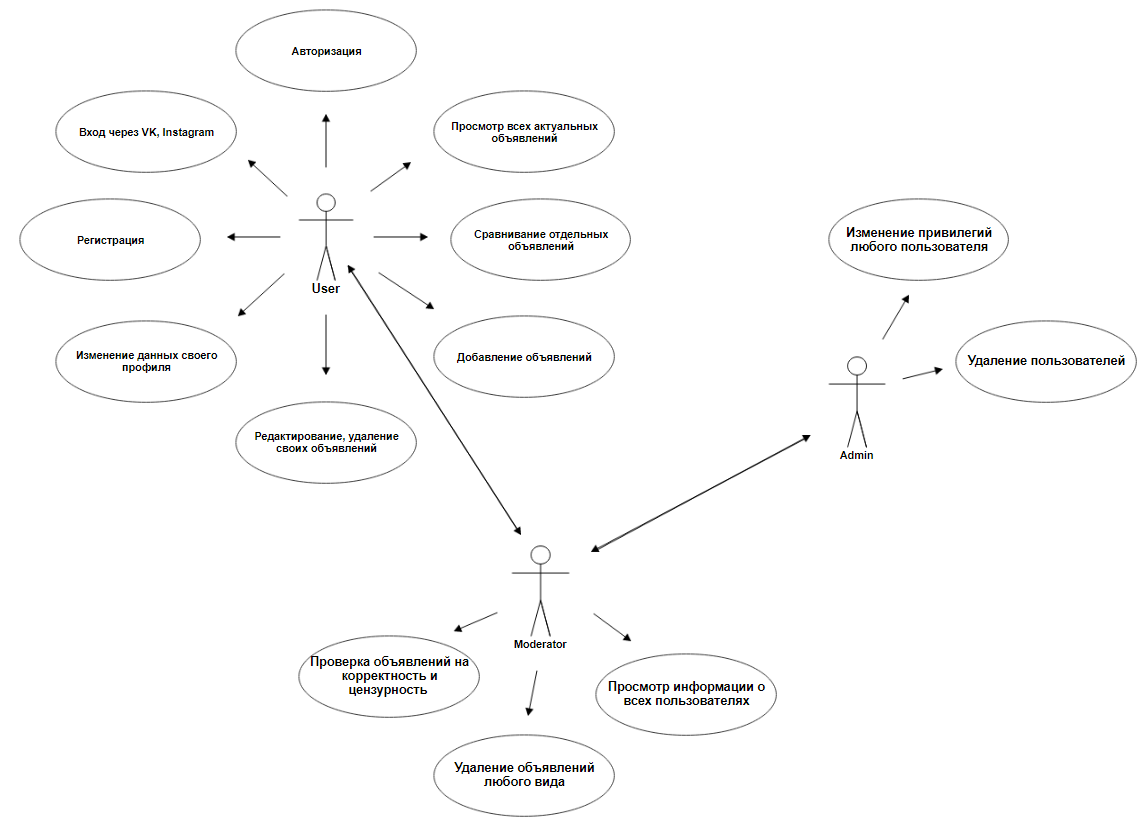 Авторизация
Вход через VK, Instagram
Просмотр всех актуальных
объявлений
Регистрация
Сравнивание отдельных
объявлений
User
Изменение данных своего
профиля
Добавление объявлений
Редактирование, удаление
своих объявлений
Изменение привилегий
любого пользователя
Удаление пользователей
Admin
Moderator
Проверка объявлений на
корректность и
цензурность
Просмотр информации о
всех пользователях
Удаление объявлений
любого вида